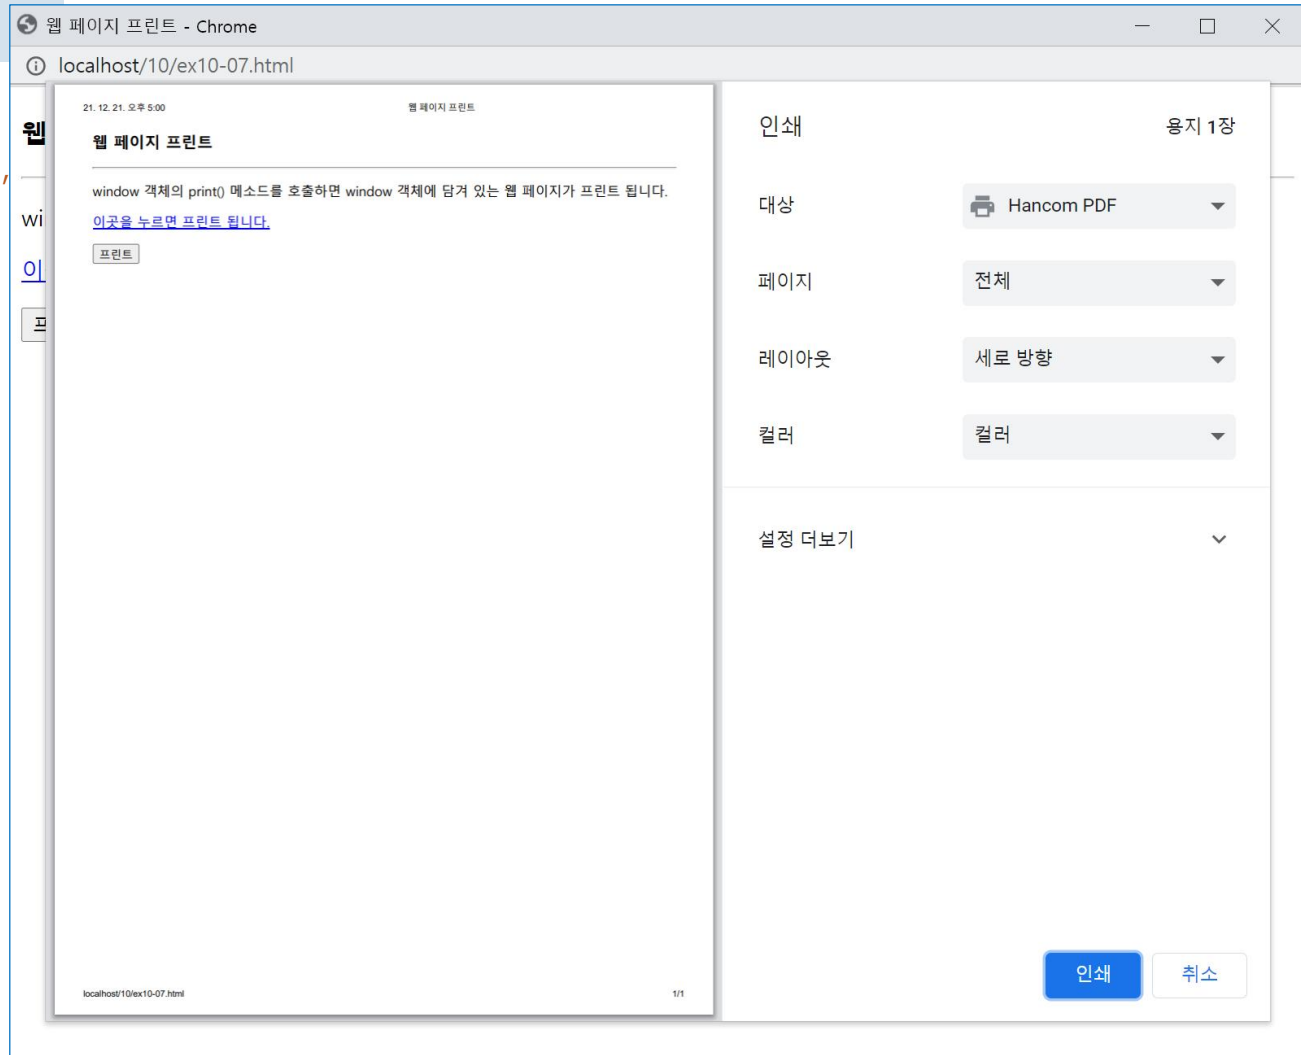 웹 페이지 프린트 - Chrome
localhost/10/ex10-07.html
웹
wi
이
프
21. 12. 21. 오후 5:00 웹 페이지 프린트
웹 페이지 프린트
window 객체의 print() 메소드를 호출하면 window 객체에 담겨 있는 웹 페이지가 프린트 됩니다.
이곳을 누르면 프린트 됩니다.
프린트
localhost/10/ex10-07.html 1/1
인쇄 용지 1장
대상 Hancom PDF
페이지 전체
레이아웃 세로 방향
컬러 컬러
설정 더보기
인쇄 취소